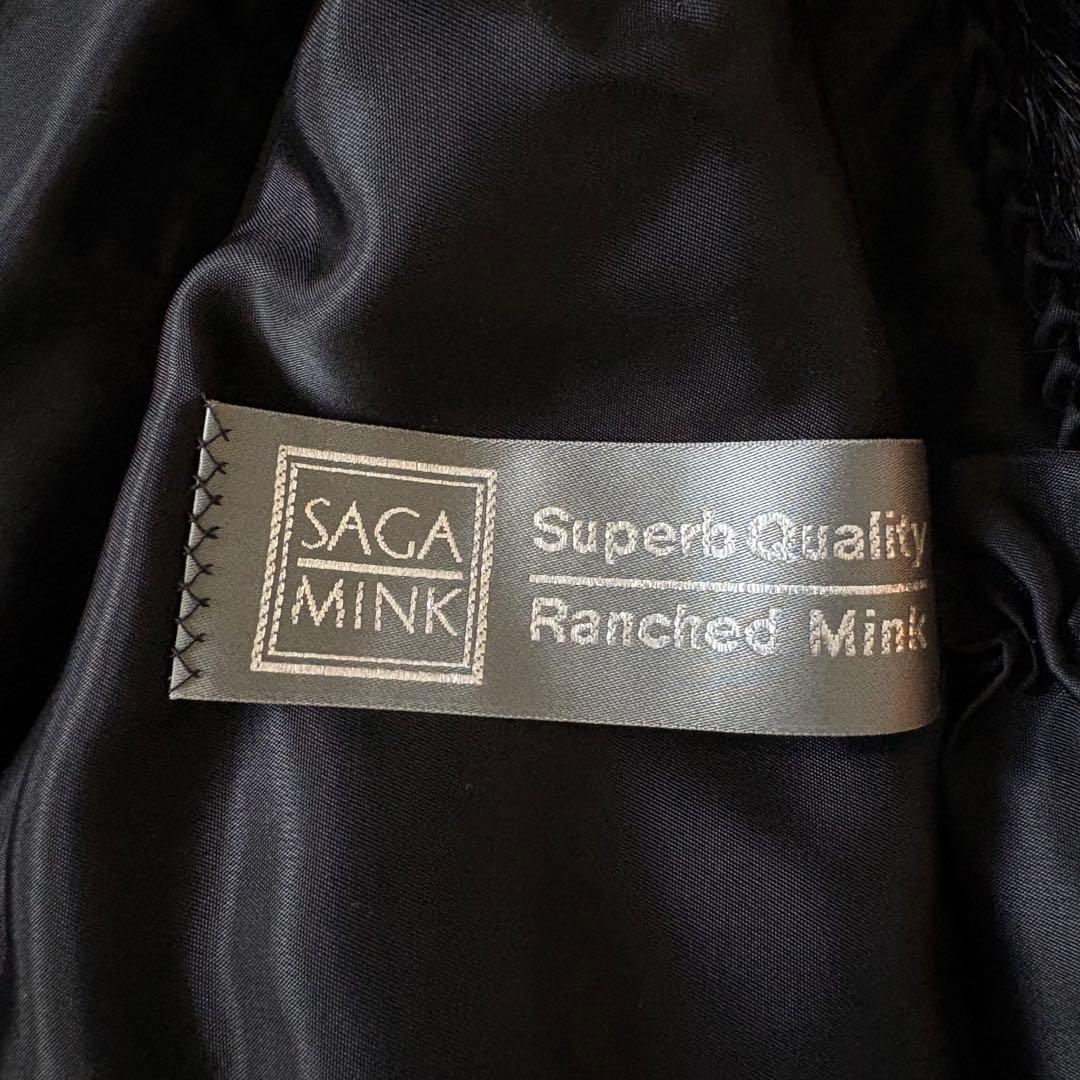 SAGA
MINK
Superb Quality
Ranched Mink